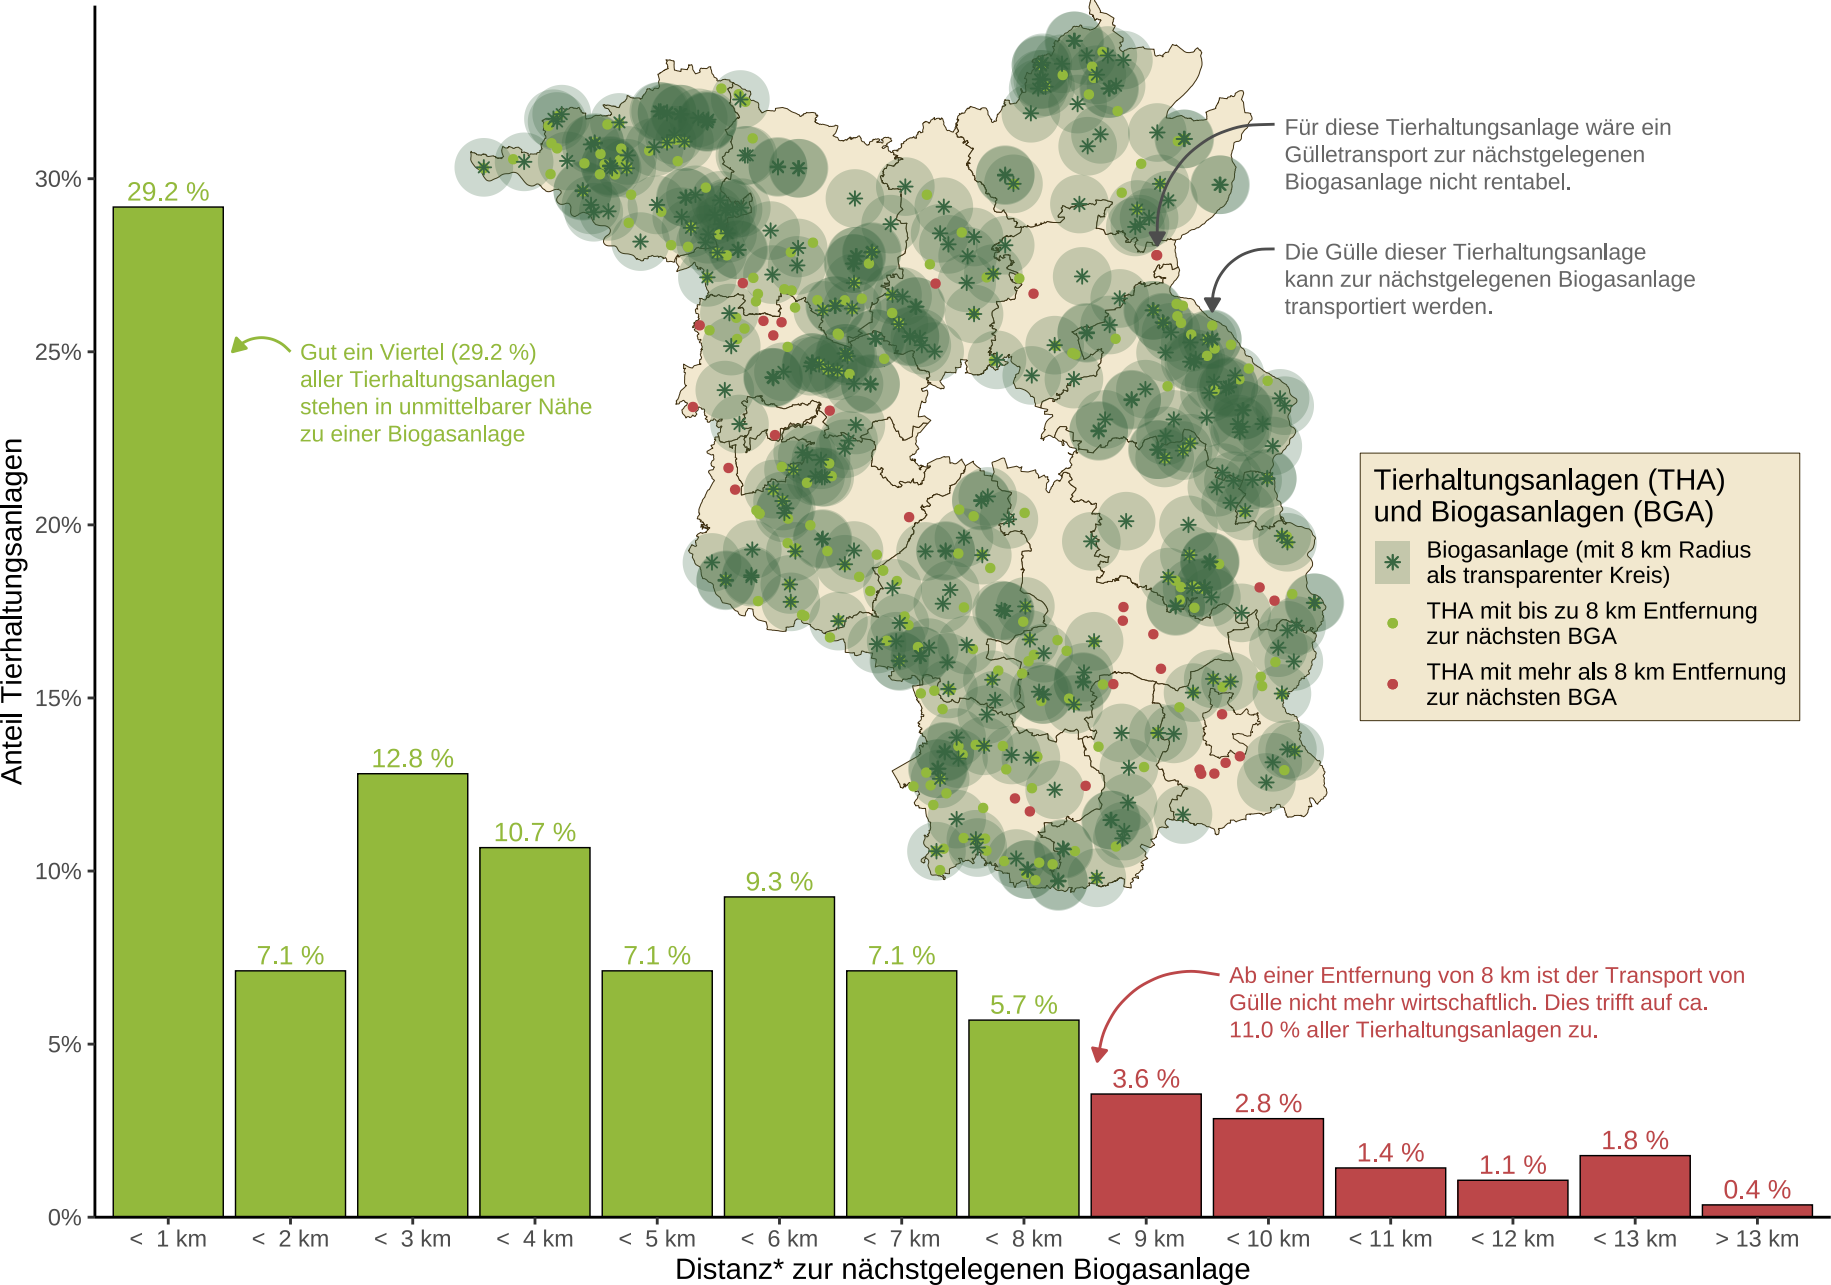 Anteil Tierhaltungsanlagen
30%
25%
20%
15%
10%
5%
0%
29.2 %
7.1 %
12.8 %
10.7 %
7.1 %
9.3 %
7.1 %
5.7 %
3.6 %
2.8 %
1.4 %
1.1 %
1.8 %
0.4 %
Gut ein Viertel (29.2 %)
aller Tierhaltungsanlagen
stehen in unmittelbarer Nähe
zu einer Biogasanlage
Für diese Tierhaltungsanlage wäre ein
Gülletransport zur nächstgelegenen
Biogasanlage nicht rentabel.
Die Gülle dieser Tierhaltungsanlage
kann zur nächstgelegenen Biogasanlage
transportiert werden.
Tierhaltungsanlagen (THA)
und Biogasanlagen (BGA)
Biogasanlage (mit 8 km Radius
als transparenter Kreis)
THA mit bis zu 8 km Entfernung
zur nächsten BGA
THA mit mehr als 8 km Entfernung
zur nächsten BGA
Ab einer Entfernung von 8 km ist der Transport von
Gülle nicht mehr wirtschaftlich. Dies trifft auf ca.
11.0 % aller Tierhaltungsanlagen zu.
< 1 km
< 2 km
< 3 km
< 4 km
< 5 km
< 6 km
< 7 km
< 8 km
< 9 km
< 10 km
< 11 km
< 12 km
< 13 km
> 13 km
Distanz* zur nächstgelegenen Biogasanlage